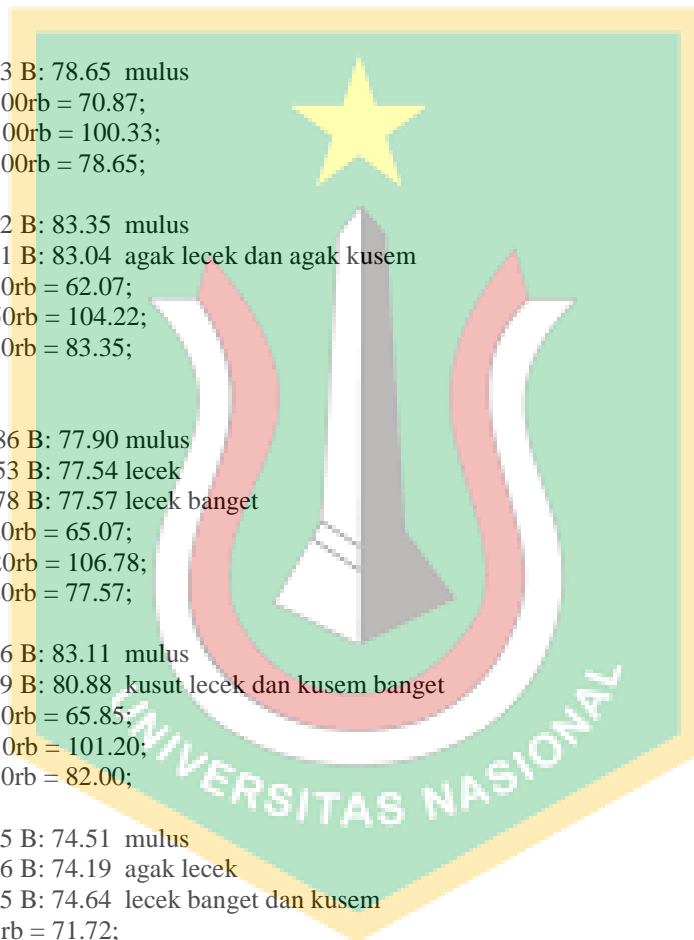 3 B: 78.65 mulus
00rb = 70.87;
00rb = 100.33;
00rb = 78.65;
2 B: 83.35 mulus
1 B: 83.04 agak lecek dan agak kusem
0rb = 62.07;
0rb = 104.22;
0rb = 83.35;
86 B: 77.90 mulus
53 B: 77.54 lecek
78 B: 77.57 lecek banget
0rb = 65.07;
20rb = 106.78;
0rb = 77.57;
6 B: 83.11 mulus
9 B: 80.88 kusut lecek dan kusem banget
0rb = 65.85;
0rb = 101.20;
0rb = 82.00;
UNIVERSITAS NASIONAL
5 B: 74.51 mulus
6 B: 74.19 agak lecek
5 B: 74.64 lecek banget dan kusem
rb = 71.72;